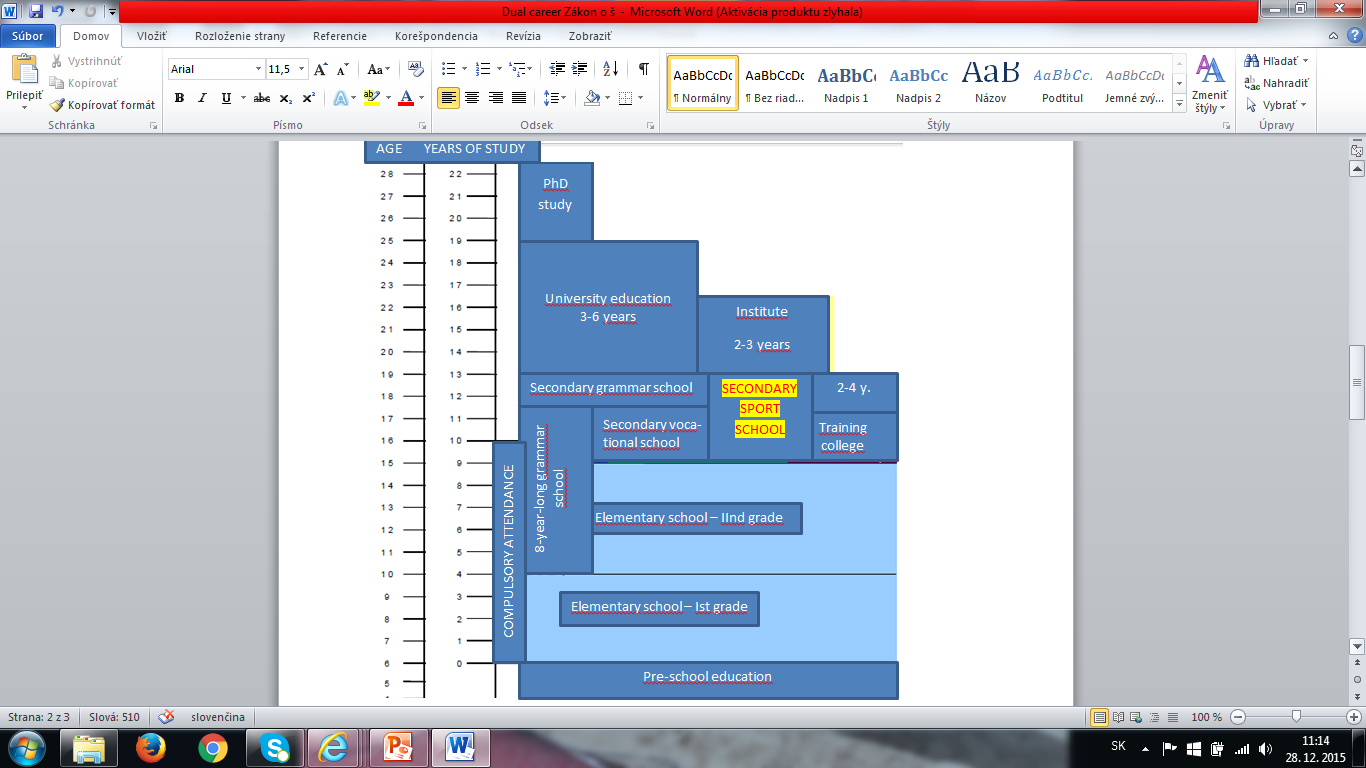 Dual career Zákon o š - Microsoft Word (Aktivácia produktu zlyhala)
Súbor
Domov
Vložiť
Rozloženie strany
Referencie
Korešpondencia
Revízia
Zobraziť
Prilepiť
Vystrihnúť
Kopírovať
Kopírovať formát
Schránka
Arial
11,5
Písmo
Odsek
AaBbCcDc
¶ Normálny
AaBbCcDc
¶ Bez riad...
AaBbCc
Nadpis 1
AaBbCc
Nadpis 2
AaB
Názov
AaBbCc.
Podtitul
AaBbCcDc
Jemné zvý...
Zmeniť
štýly
Štýly
Hľadať
Nahradiť
Vybrať
Úpravy
AGE YEARS OF STUDY
28 22
27 21
26 20
25 19
24 18
23 17
22 16
21 15
20 14
19 13
18 12
17 11
16 10
15 9
14 8
13 7
12 6
11 5
10 4
9 3
8 2
7 1
6 0
5
PhD
study
University education
3-6 years
Institute
2-3 years
Secondary grammar school
SECONDARY
SPORT
SCHOOL
2-4 y.
Secondary voca-
tional school
Training
college
8-year-long grammar
school
COMPULSORY ATTENDANCE
Elementary school – IInd grade
Elementary school – Ist grade
Pre-school education
Strana: 2 z 3
Slová: 510
slovenčina
100 %
SK
11:14
28. 12. 2015